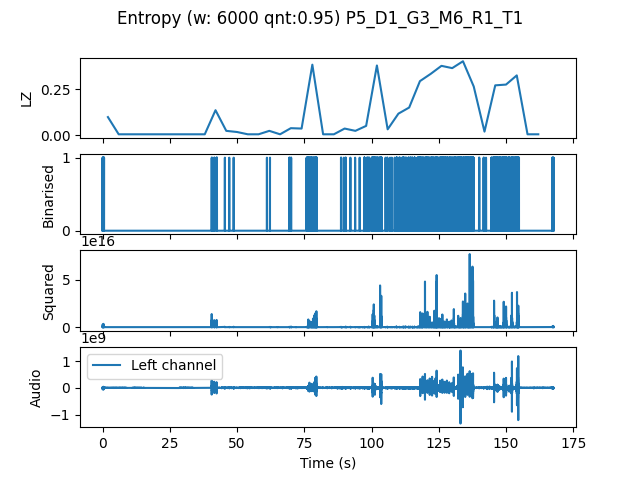 Entropy (w: 6000 qnt:0.95) P5_D1_G3_M6_R1_T1
LZ
0.25
0.00
Binarised
1
0
1e16
Squared
5
0
1e9
Audio
1
0
−1
Left channel
0 25 50 75 100 125 150 175
Time (s)